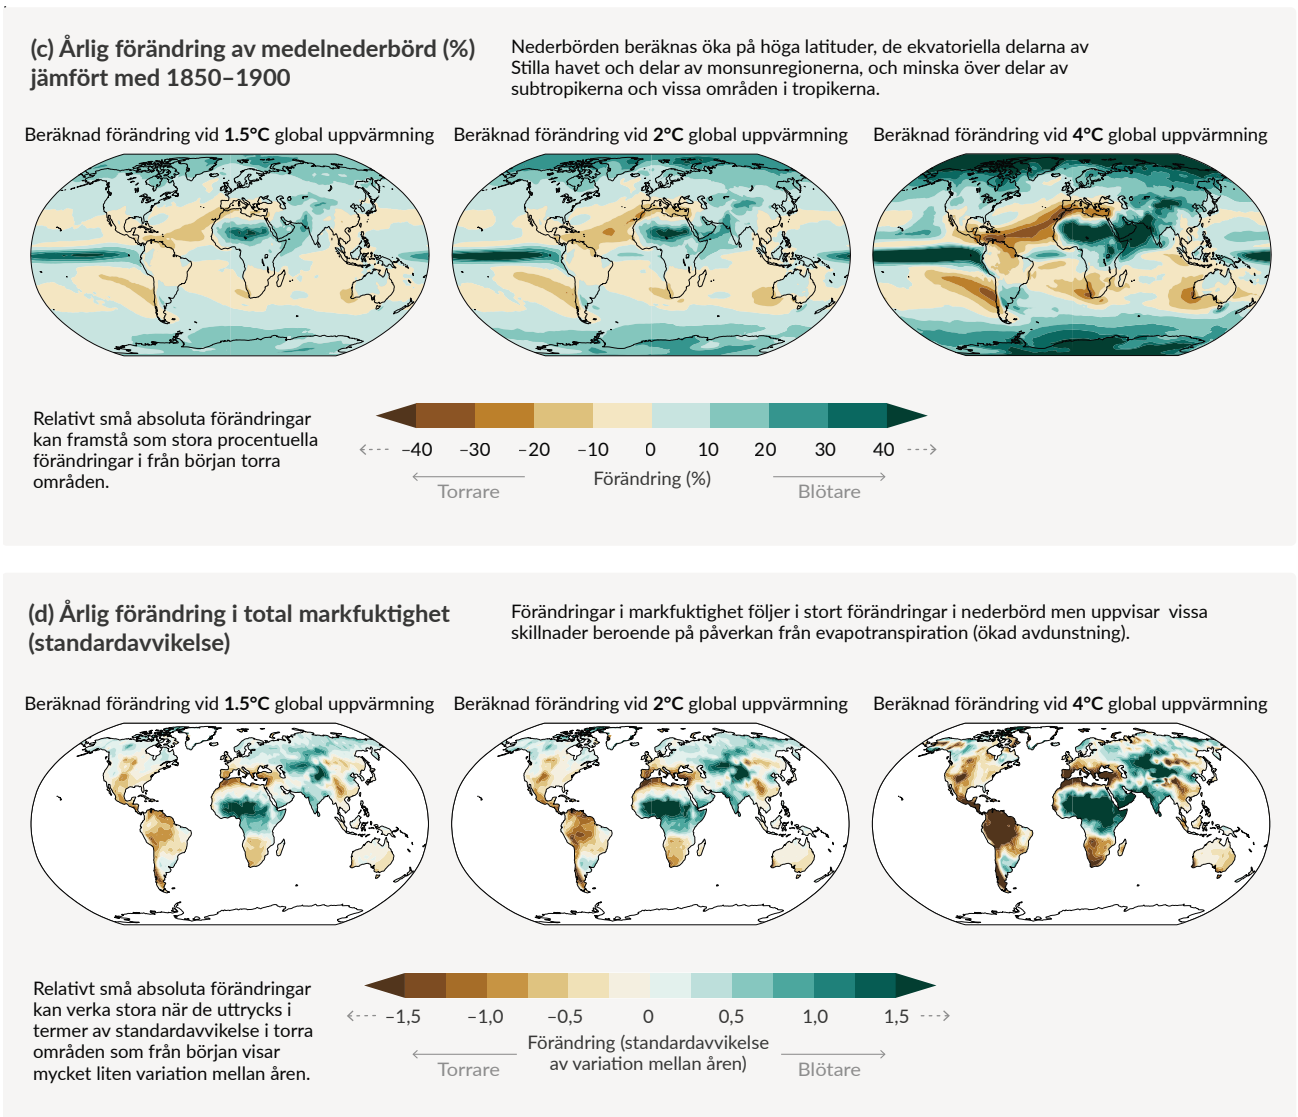 (c) Årlig förändring av medelnederbörd (%)
jämfört med 1850–1900
Nederbörden beräknas öka på höga latituder, de ekvatoriella delarna av
Stilla havet och delar av monsunregionerna, och minska över delar av
subtropikerna och vissa områden i tropikerna.
Beräknad förändring vid 1.5°C global uppvärmning
Beräknad förändring vid 2°C global uppvärmning
Beräknad förändring vid 4°C global uppvärmning
Relativt små absoluta förändringar
kan framstå som stora procentuella
förändringar i från början torra
områden.
–40 –30 –20 –10 0 10 20 30 40
Förändring (%)
Torrare
Blötare
(d) Årlig förändring i total markfuktighet
(standardavvikelse)
Förändringar i markfuktighet följer i stort förändringar i nederbörd men uppvisar vissa
skillnader beroende på påverkan från evapotranspiration (ökad avdunstning).
Beräknad förändring vid 1.5°C global uppvärmning
Beräknad förändring vid 2°C global uppvärmning
Beräknad förändring vid 4°C global uppvärmning
Relativt små absoluta förändringar
kan verka stora när de uttrycks i
termer av standardavvikelse i torra
områden som från början visar
mycket liten variation mellan åren.
–1,5 –1,0 –0,5 0 0,5 1,0 1,5
Förändring (standardavvikelse
av variation mellan åren)
Torrare
Blötare